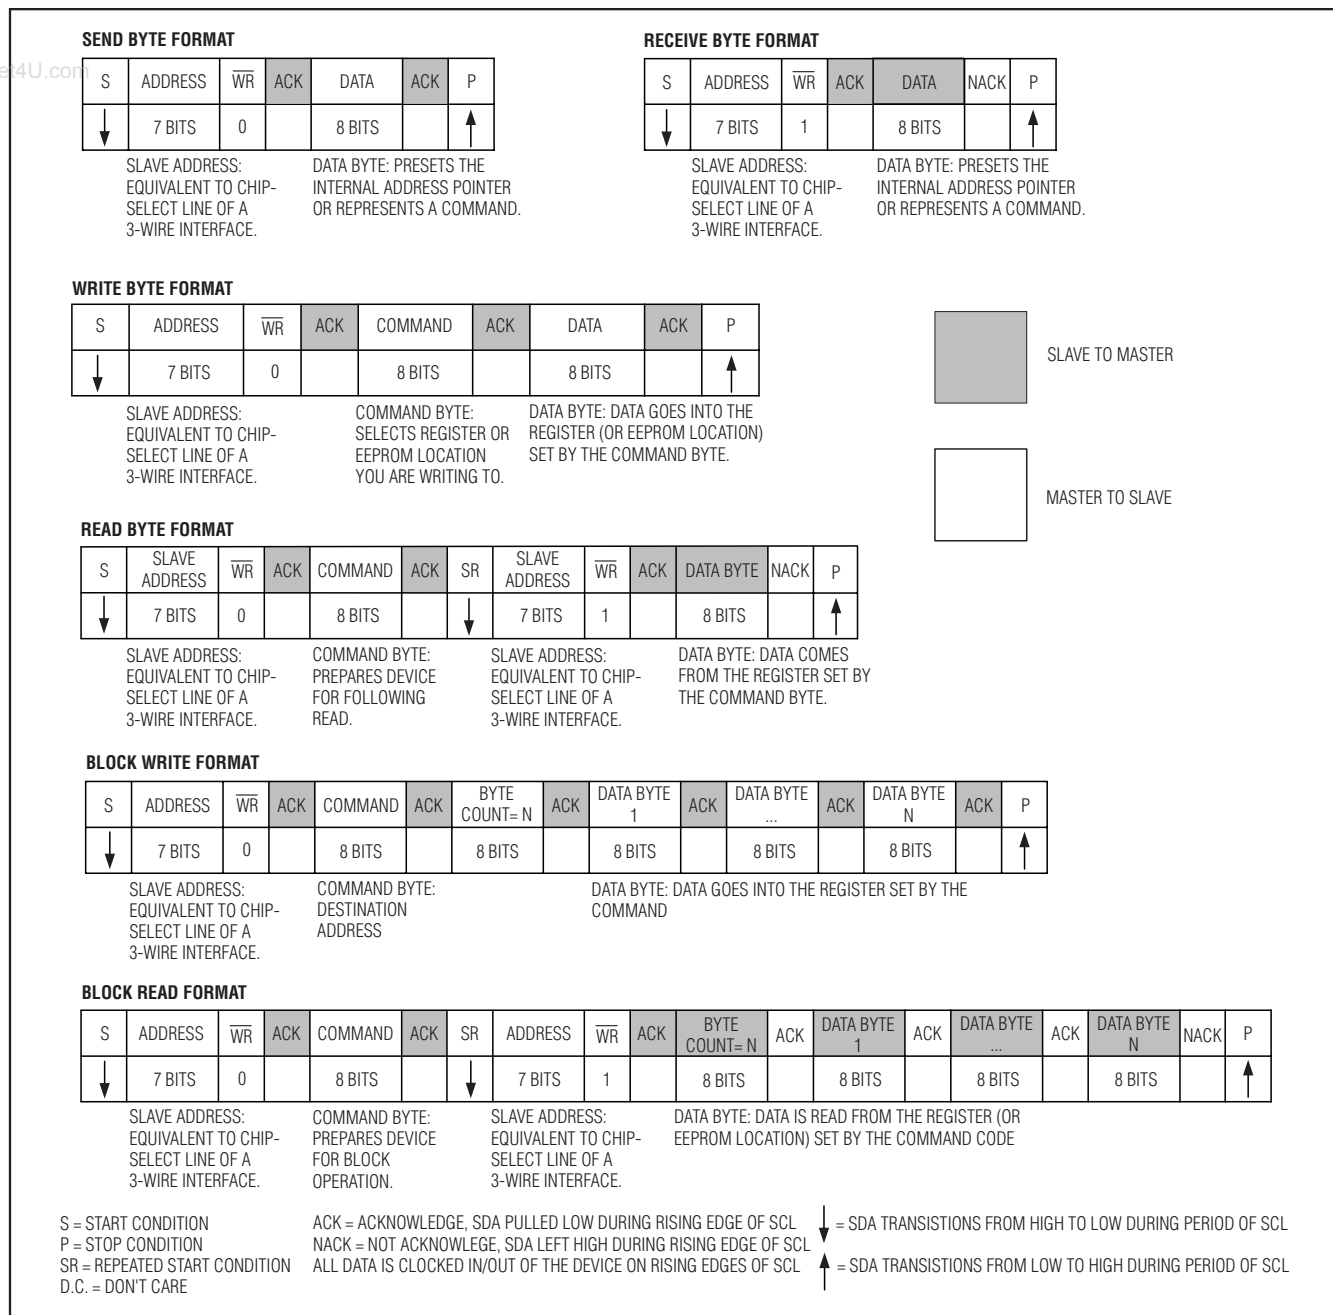 SEND BYTE FORMAT
et4U.com
S ADDRESS WR ACK DATA ACK P
7 BITS 0 8 BITS
SLAVE ADDRESS:
EQUIVALENT TO CHIP-
SELECT LINE OF A
3-WIRE INTERFACE.
DATA BYTE: PRESETS THE
INTERNAL ADDRESS POINTER
OR REPRESENTS A COMMAND.
RECEIVE BYTE FORMAT
S ADDRESS WR ACK DATA NACK P
7 BITS 1 8 BITS
SLAVE ADDRESS:
EQUIVALENT TO CHIP-
SELECT LINE OF A
3-WIRE INTERFACE.
DATA BYTE: PRESETS THE
INTERNAL ADDRESS POINTER
OR REPRESENTS A COMMAND.
WRITE BYTE FORMAT
S ADDRESS WR ACK COMMAND ACK DATA ACK P
7 BITS 0 8 BITS 8 BITS
SLAVE ADDRESS:
EQUIVALENT TO CHIP-
SELECT LINE OF A
3-WIRE INTERFACE.
COMMAND BYTE:
SELECTS REGISTER OR
EEPROM LOCATION
YOU ARE WRITING TO.
DATA BYTE: DATA GOES INTO THE
REGISTER (OR EEPROM LOCATION)
SET BY THE COMMAND BYTE.
SLAVE TO MASTER
MASTER TO SLAVE
READ BYTE FORMAT
S SLAVE ADDRESS WR ACK COMMAND ACK SR SLAVE ADDRESS WR ACK DATA BYTE NACK P
7 BITS 0 8 BITS 7 BITS 1 8 BITS
SLAVE ADDRESS:
EQUIVALENT TO CHIP-
SELECT LINE OF A
3-WIRE INTERFACE.
COMMAND BYTE:
PREPARES DEVICE
FOR FOLLOWING
READ.
SLAVE ADDRESS:
EQUIVALENT TO CHIP-
SELECT LINE OF A
3-WIRE INTERFACE.
DATA BYTE: DATA COMES
FROM THE REGISTER SET BY
THE COMMAND BYTE.
BLOCK WRITE FORMAT
S ADDRESS WR ACK COMMAND ACK BYTE COUNT= N ACK DATA BYTE 1 ACK DATA BYTE ... ACK DATA BYTE N ACK P
7 BITS 0 8 BITS 8 BITS 8 BITS 8 BITS 8 BITS
SLAVE ADDRESS:
EQUIVALENT TO CHIP-
SELECT LINE OF A
3-WIRE INTERFACE.
COMMAND BYTE:
DESTINATION
ADDRESS
DATA BYTE: DATA GOES INTO THE REGISTER SET BY THE
COMMAND
BLOCK READ FORMAT
S ADDRESS WR ACK COMMAND ACK SR ADDRESS WR ACK BYTE COUNT= N ACK DATA BYTE 1 ACK DATA BYTE ... ACK DATA BYTE N NACK P
7 BITS 0 8 BITS 7 BITS 1 8 BITS 8 BITS 8 BITS 8 BITS
SLAVE ADDRESS:
EQUIVALENT TO CHIP-
SELECT LINE OF A
3-WIRE INTERFACE.
COMMAND BYTE:
PREPARES DEVICE
FOR BLOCK
OPERATION.
SLAVE ADDRESS:
EQUIVALENT TO CHIP-
SELECT LINE OF A
3-WIRE INTERFACE.
DATA BYTE: DATA IS READ FROM THE REGISTER (OR
EEPROM LOCATION) SET BY THE COMMAND CODE
S = START CONDITION
P = STOP CONDITION
SR = REPEATED START CONDITION
D.C. = DON'T CARE
ACK = ACKNOWLEDGE, SDA PULLED LOW DURING RISING EDGE OF SCL
NACK = NOT ACKNOWLEGE, SDA LEFT HIGH DURING RISING EDGE OF SCL
ALL DATA IS CLOCKED IN/OUT OF THE DEVICE ON RISING EDGES OF SCL
= SDA TRANSISTIONS FROM HIGH TO LOW DURING PERIOD OF SCL
= SDA TRANSISTIONS FROM LOW TO HIGH DURING PERIOD OF SCL